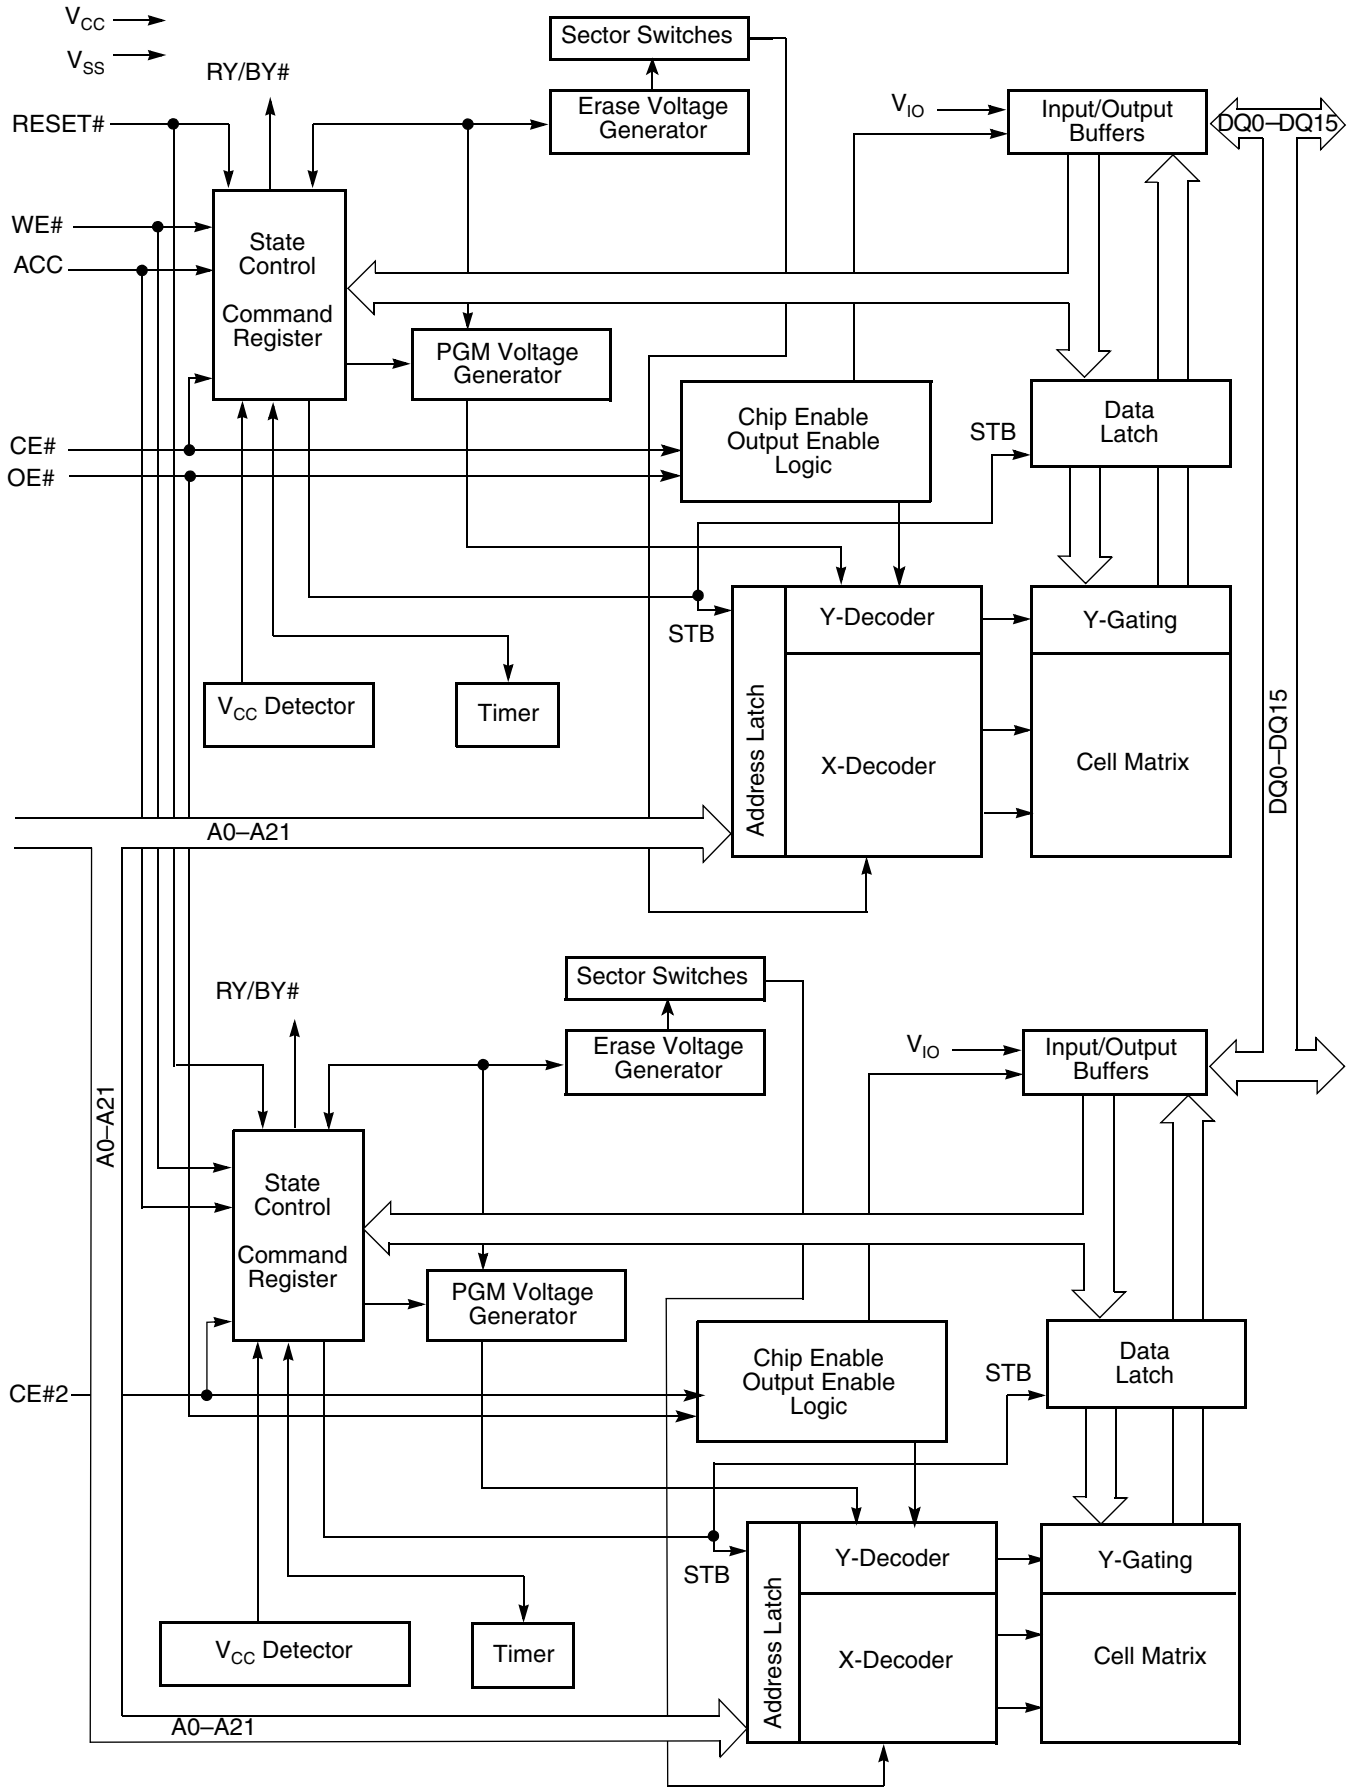 VCC
VSS
Sector Switches
RY/BY#
RESET#
Erase Voltage
Generator
VIO
Input/Output
Buffers
DQ0–DQ15
WE#
ACC
State
Control
Command
Register
PGM Voltage
Generator
Chip Enable
Output Enable
Logic
Data
Latch
STB
CE#
OE#
STB
Address Latch
Y-Decoder
Y-Gating
VCC Detector
Timer
X-Decoder
Cell Matrix
DQ0–DQ15
A0–A21
Sector Switches
RY/BY#
Erase Voltage
Generator
VIO
Input/Output
Buffers
A0–A21
State
Control
Command
Register
PGM Voltage
Generator
Chip Enable
Output Enable
Logic
Data
Latch
STB
CE#2
STB
Address Latch
Y-Decoder
Y-Gating
VCC Detector
Timer
X-Decoder
Cell Matrix
A0–A21